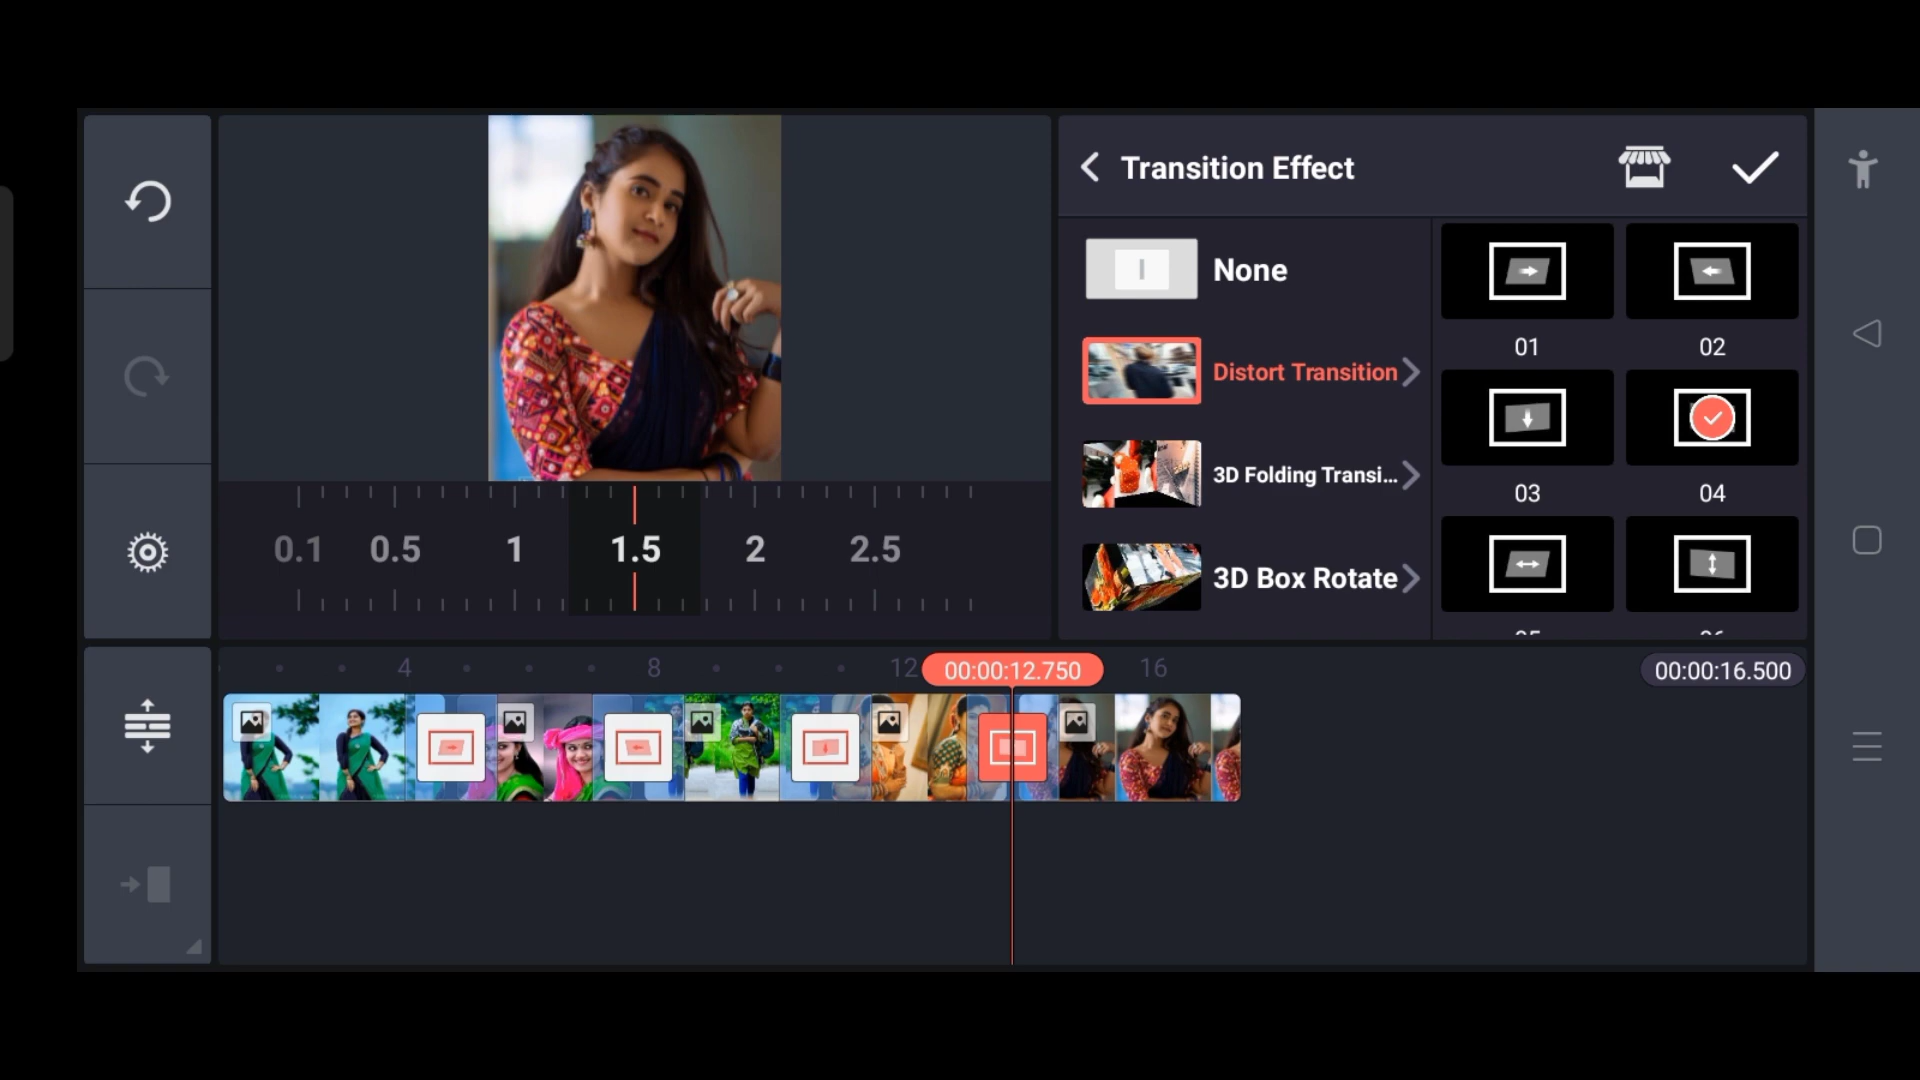 Transition Effect
None
Distort Transition
3D Folding Transi...
3D Box Rotate
01
02
03
04
0.1 0.5 1 1.5 2 2.5
4 8 12 00:00:12.750 16 00:00:16.500